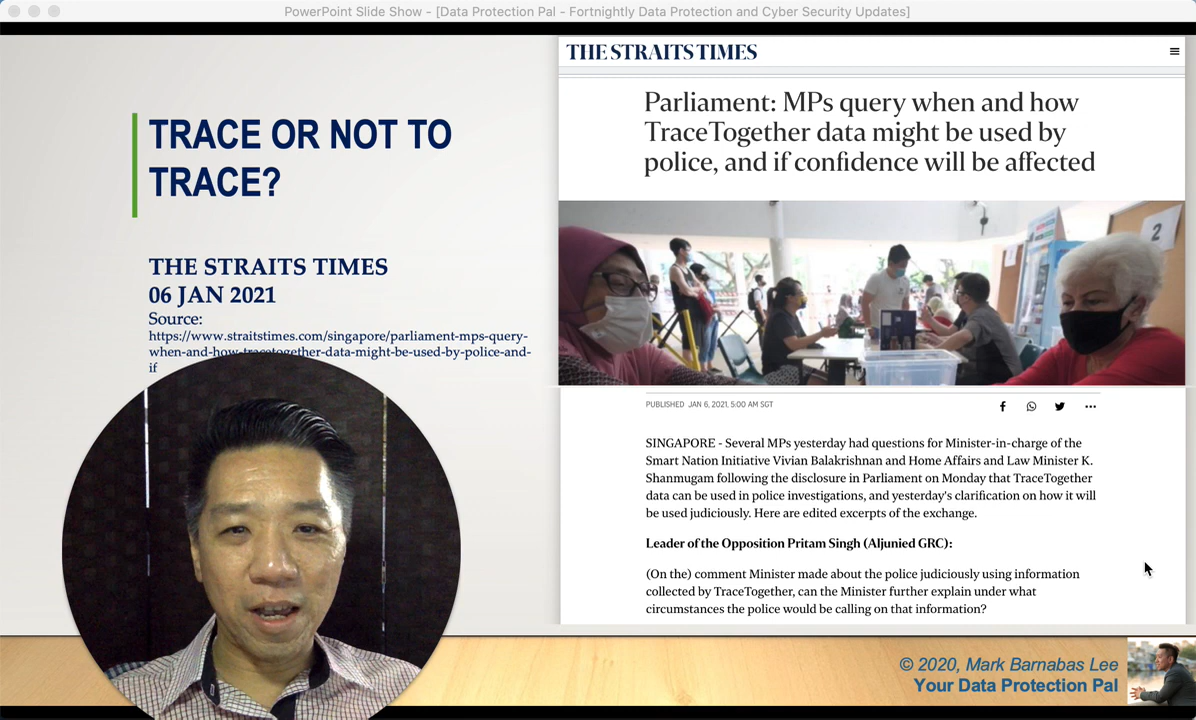 PowerPoint Slide Show - [Data Protection Pal - Fortnightly Data Protection and Cyber Security Updates]
TRACE OR NOT TO
TRACE?
THE STRAITS TIMES
06 JAN 2021
Source:
https://www.straitstimes.com/singapore/parliament-mps-query-
when-and-how-tracetogether-data-might-be-used-by-police-and-
if
THE STRAITS TIMES
Parliament: MPs query when and how
TraceTogether data might be used by
police, and if confidence will be affected
2
PUBLISHED JAN 6, 2021, 5:00 AM SGT
SINGAPORE - Several MPs yesterday had questions for Minister-in-charge of the
Smart Nation Initiative Vivian Balakrishnan and Home Affairs and Law Minister K.
Shanmugam following the disclosure in Parliament on Monday that TraceTogether
data can be used in police investigations, and yesterday's clarification on how it will
be used judiciously. Here are edited excerpts of the exchange.
Leader of the Opposition Pritam Singh (Aljunied GRC):
(On the) comment Minister made about the police judiciously using information
collected by TraceTogether, can the Minister further explain under what
circumstances the police would be calling on that information?
© 2020, Mark Barnabas Lee
Your Data Protection Pal